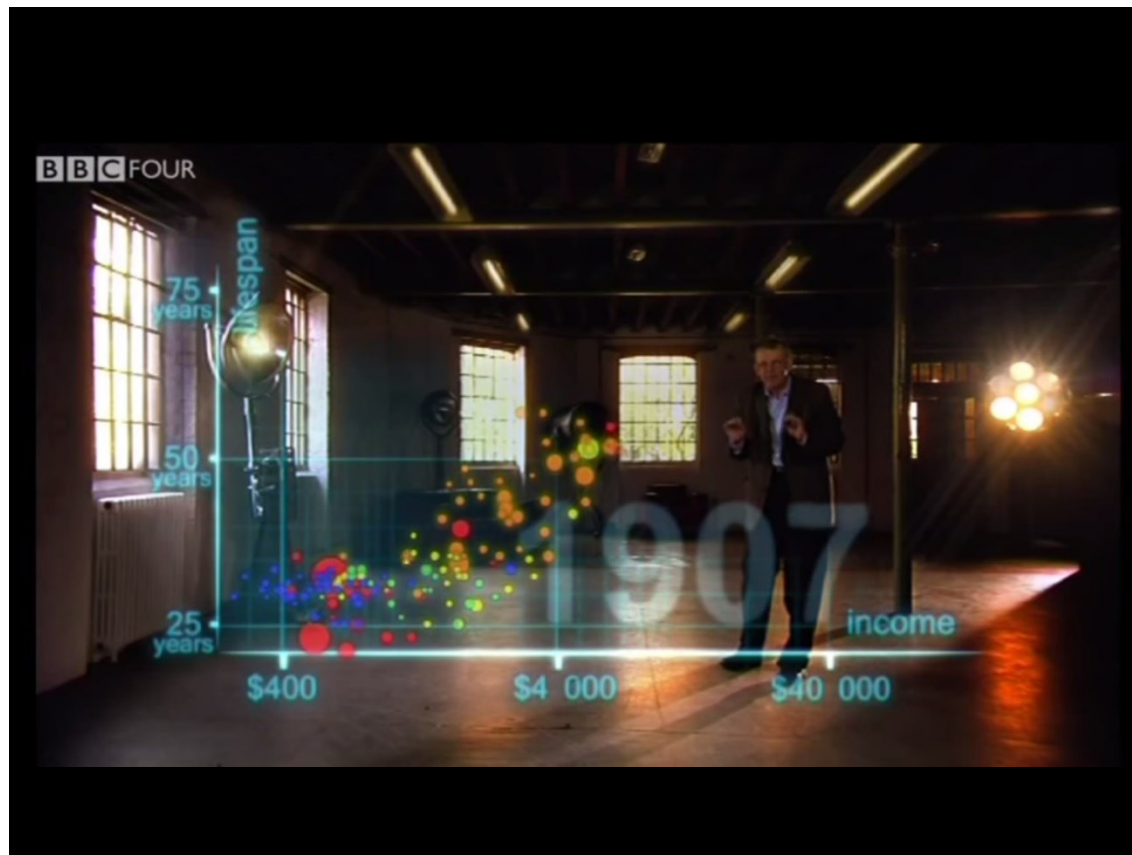 BBC FOUR
lifespan
75
years
50
years
1907
25
years
income
$400
$4 000
$40 000